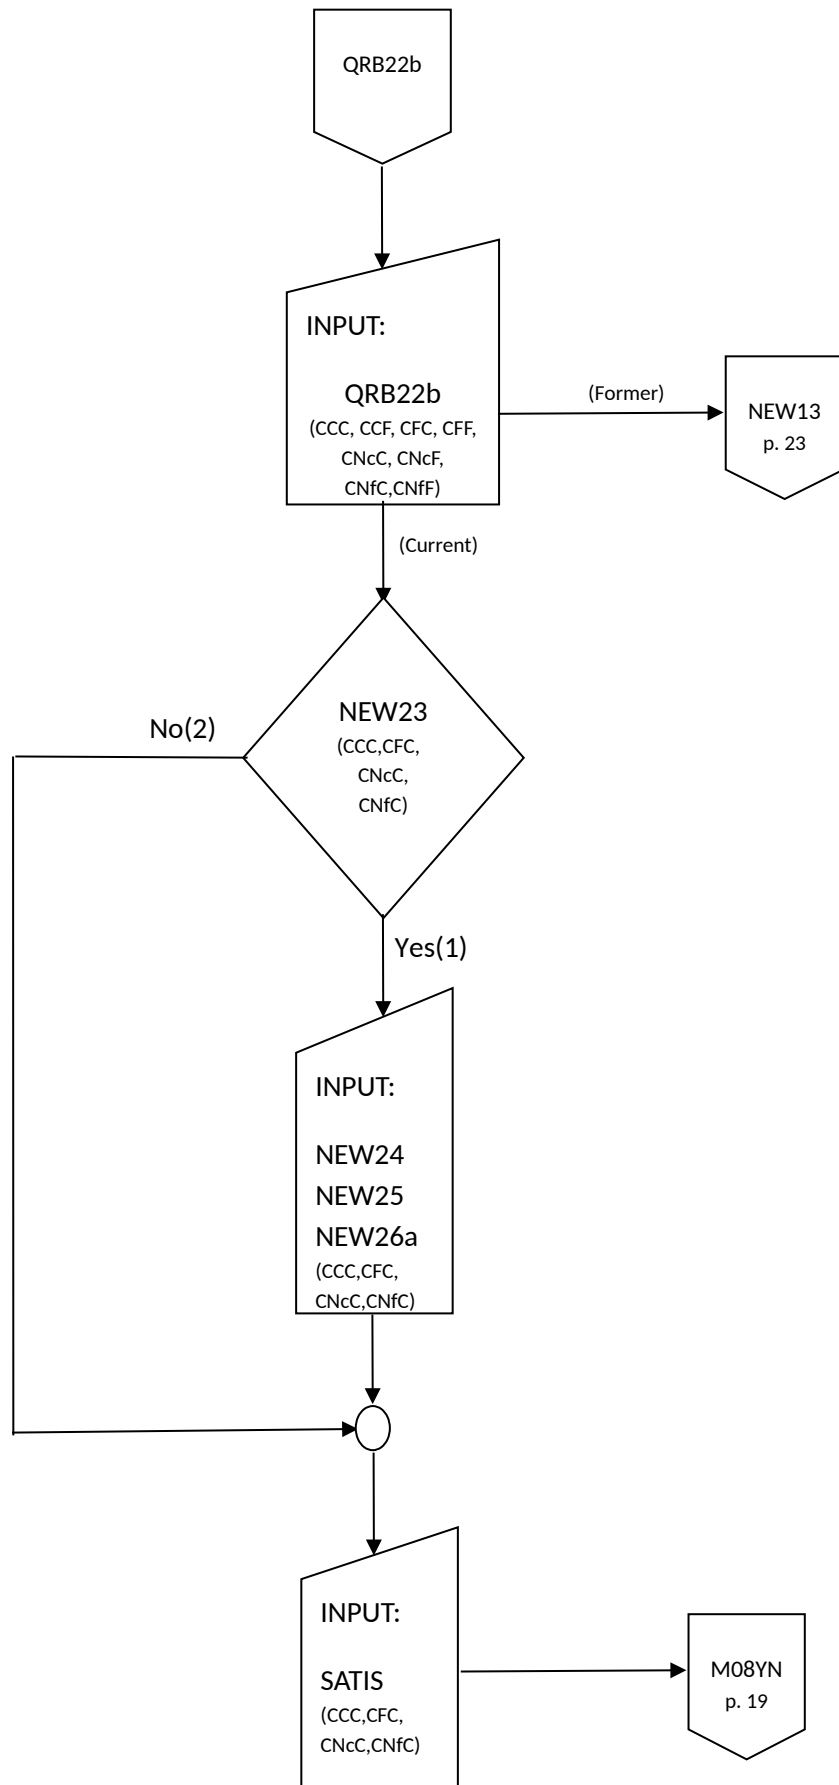 QRB22b
INPUT:
QRB22b
(CCC, CCF, CFC, CFF,
CNcC, CNcF,
CNfC,CNfF)
(Former)
NEW13
p. 23
(Current)
NEW23
(CCC,CFC,
CNcC,
CNfC)
No(2)
Yes(1)
INPUT:
NEW24
NEW25
NEW26a
(CCC,CFC,
CNcC,CNfC)
INPUT:
SATIS
(CCC,CFC,
CNcC,CNfC)
M08YN
p. 19